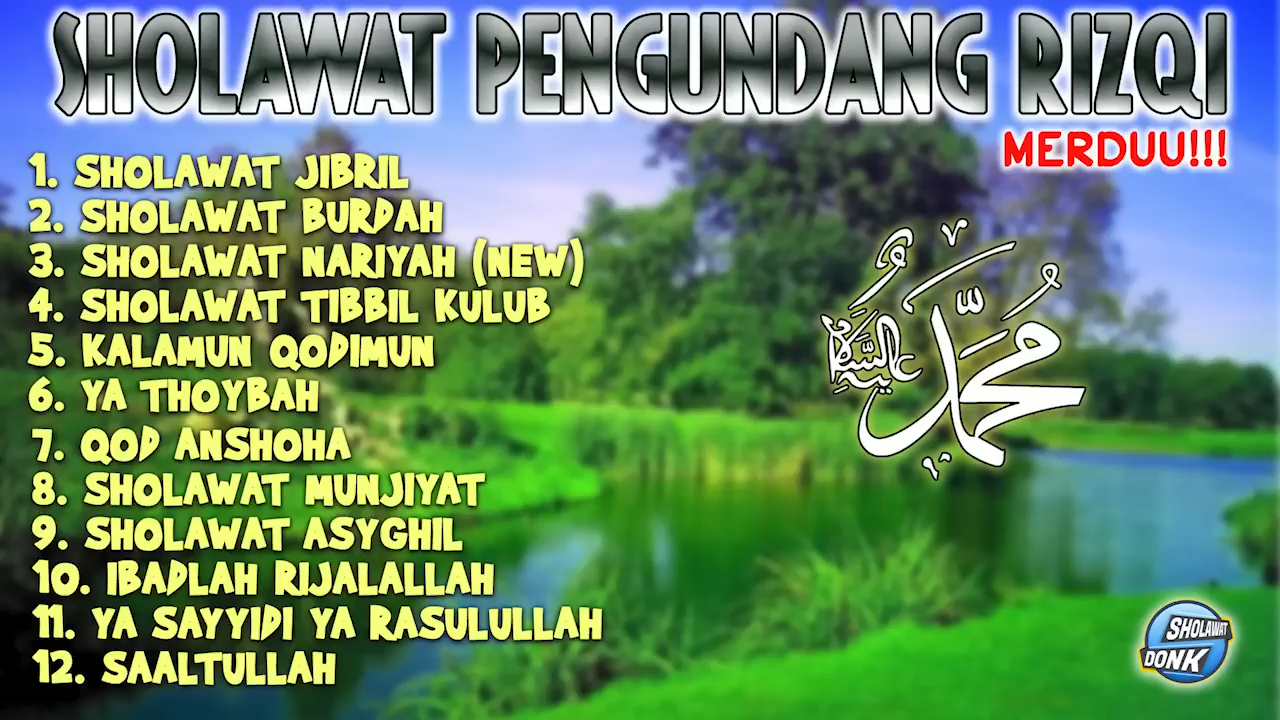 SHOLAWAT PENGUNDANG RIZQI
MERDUU!!!
1. SHOLAWAT JIBRIL
2. SHOLAWAT BURDAH
3. SHOLAWAT NARIYAH (NEW)
4. SHOLAWAT TIBBIL KULUB
5. KALAMUN QODIMUN
6. YA THOYBAH
7. QOD ANSHOHA
8. SHOLAWAT MUNJIYAT
9. SHOLAWAT ASYGHIL
10. IBADLAH RIJALALLAH
11. YA SAYYIDI YA RASULULLAH
12. SAALTULLAH
محمد عليه السلام
SHOLAWAT
DONK